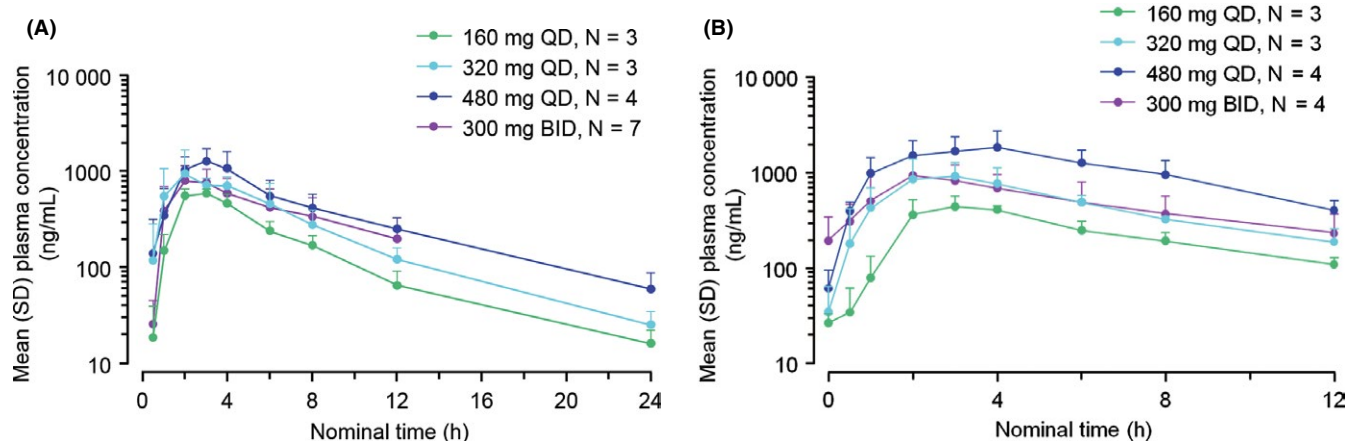 (A)
160 mg QD, N = 3
320 mg QD, N = 3
480 mg QD, N = 4
300 mg BID, N = 7
Mean (SD) plasma concentration
(ng/mL)
10 000
1000
100
10
0 4 8 12 16 20 24
Nominal time (h)
(B)
160 mg QD, N = 3
320 mg QD, N = 3
480 mg QD, N = 4
300 mg BID, N = 4
Mean (SD) plasma concentration
(ng/mL)
10 000
1000
100
10
0 4 8 12
Nominal time (h)